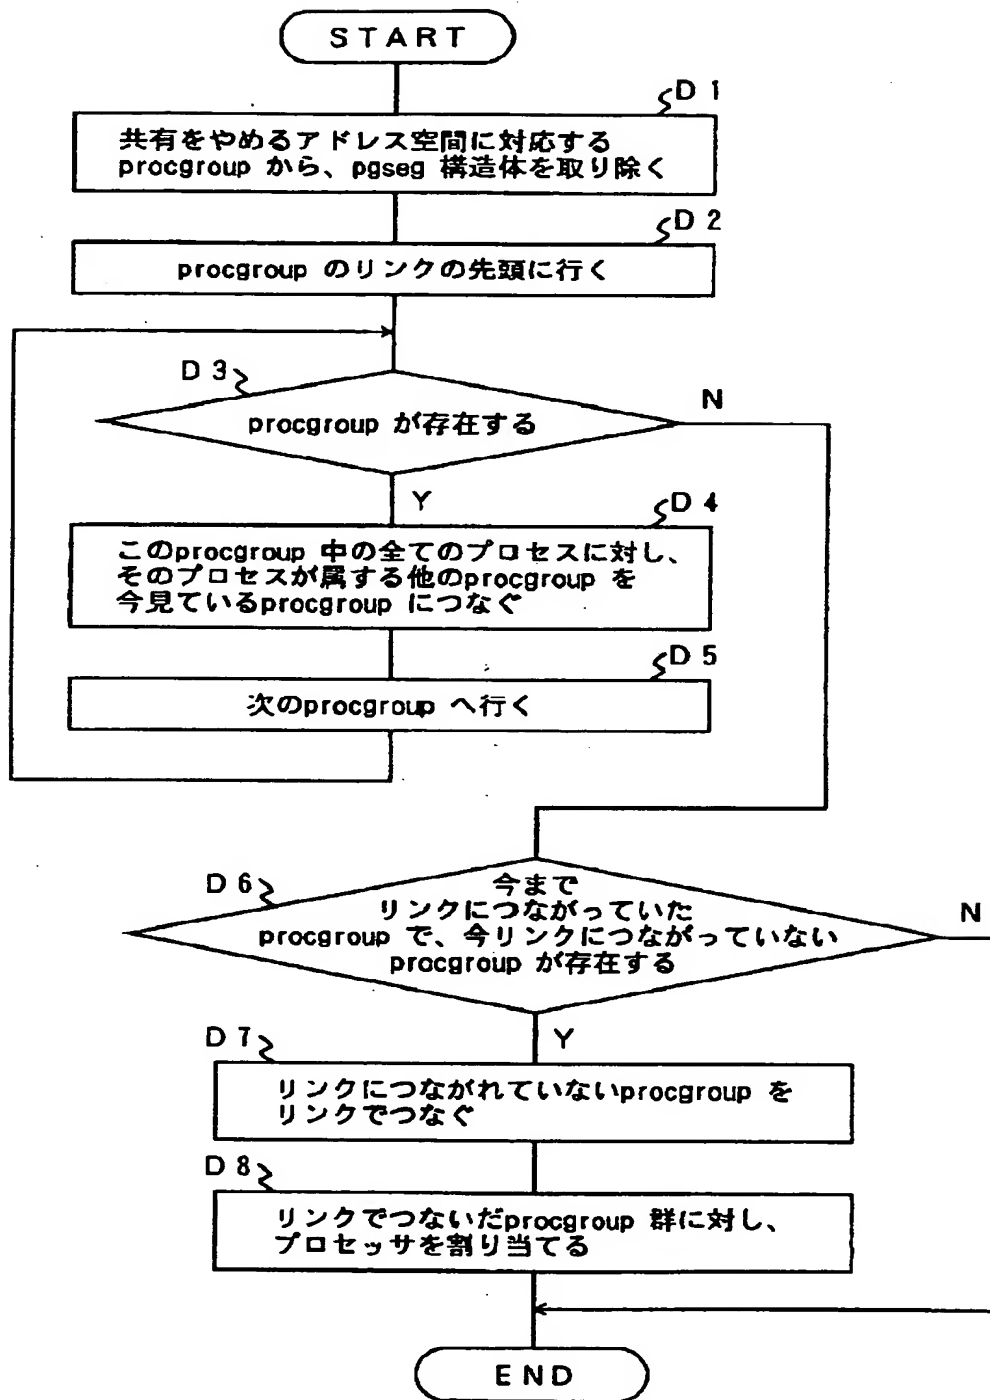 START
D1
共有をやめるアドレス空間に対応する
procgroup から、pgseg 構造体を取り除く
D2
procgroup のリンクの先頭に行く
D3
procgroup が存在する
N
Y
D4
このprocgroup 中の全てのプロセスに対し、
そのプロセスが属する他のprocgroup を
今見ているprocgroup につなぐ
D5
次のprocgroup へ行く
D6
今まで
リンクにつながっていた
procgroup で、今リンクにつながっていない
procgroup が存在する
N
Y
D7
リンクにつながれていないprocgroup を
リンクでつなぐ
D8
リンクでつないだprocgroup 群に対し、
プロセッサを割り当てる
END